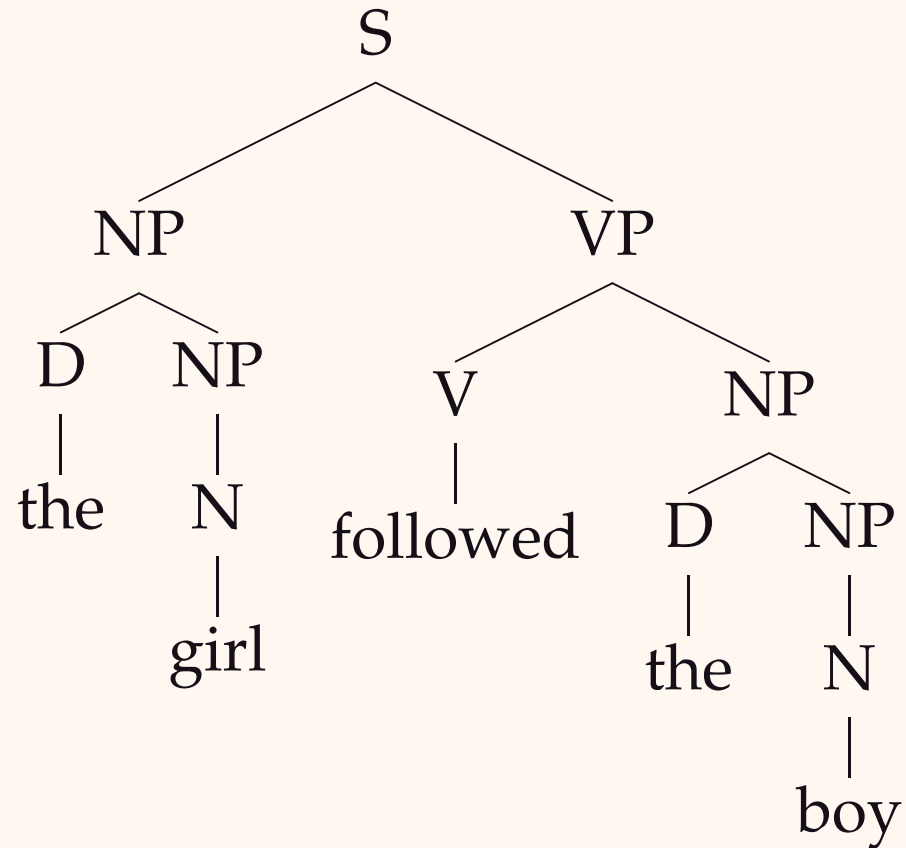 S
NP VP
D NP V NP
the N followed D NP
girl the N
boy